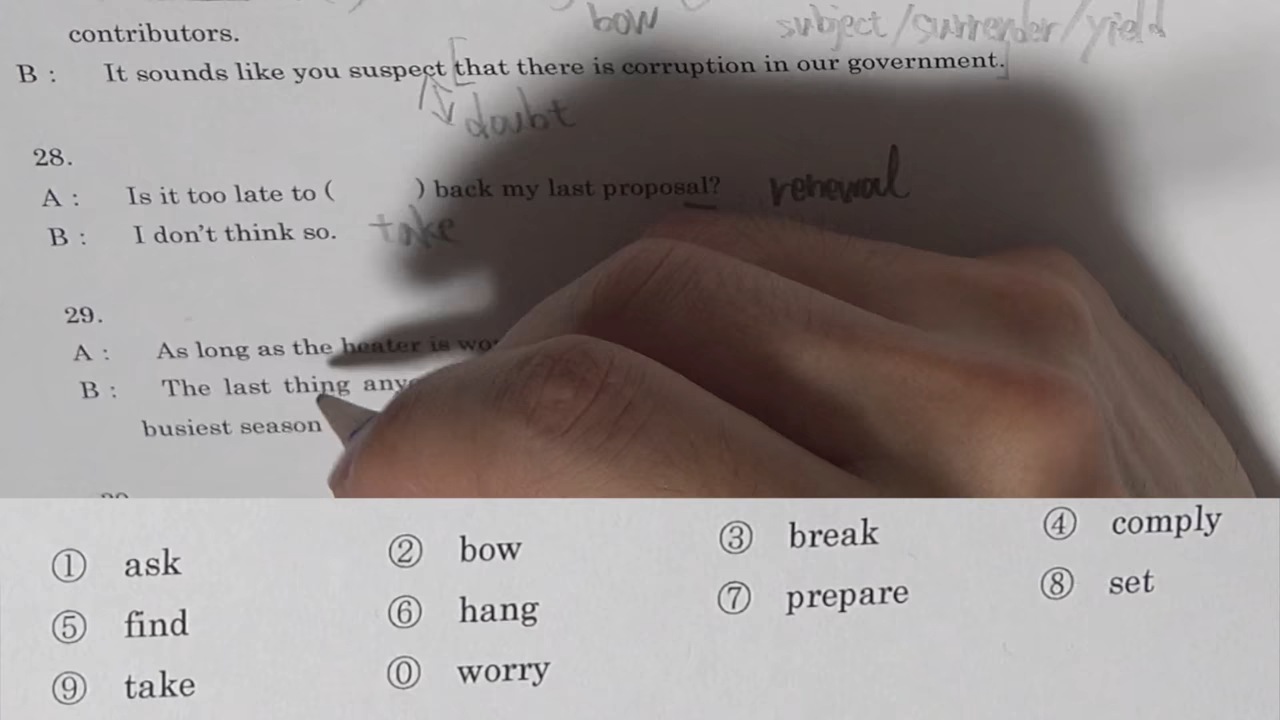 bow subject/surrender/yield
contributors.
B : It sounds like you suspect [that there is corruption in our government.]
doubt
28.
A : Is it too late to ( ) back my last proposal? renewal
B : I don't think so. take
29.
A : As long as the heater is
B : The last thing
busiest season
① ask ② bow ③ break ④ comply
⑤ find ⑥ hang ⑦ prepare ⑧ set
⑨ take ⓪ worry